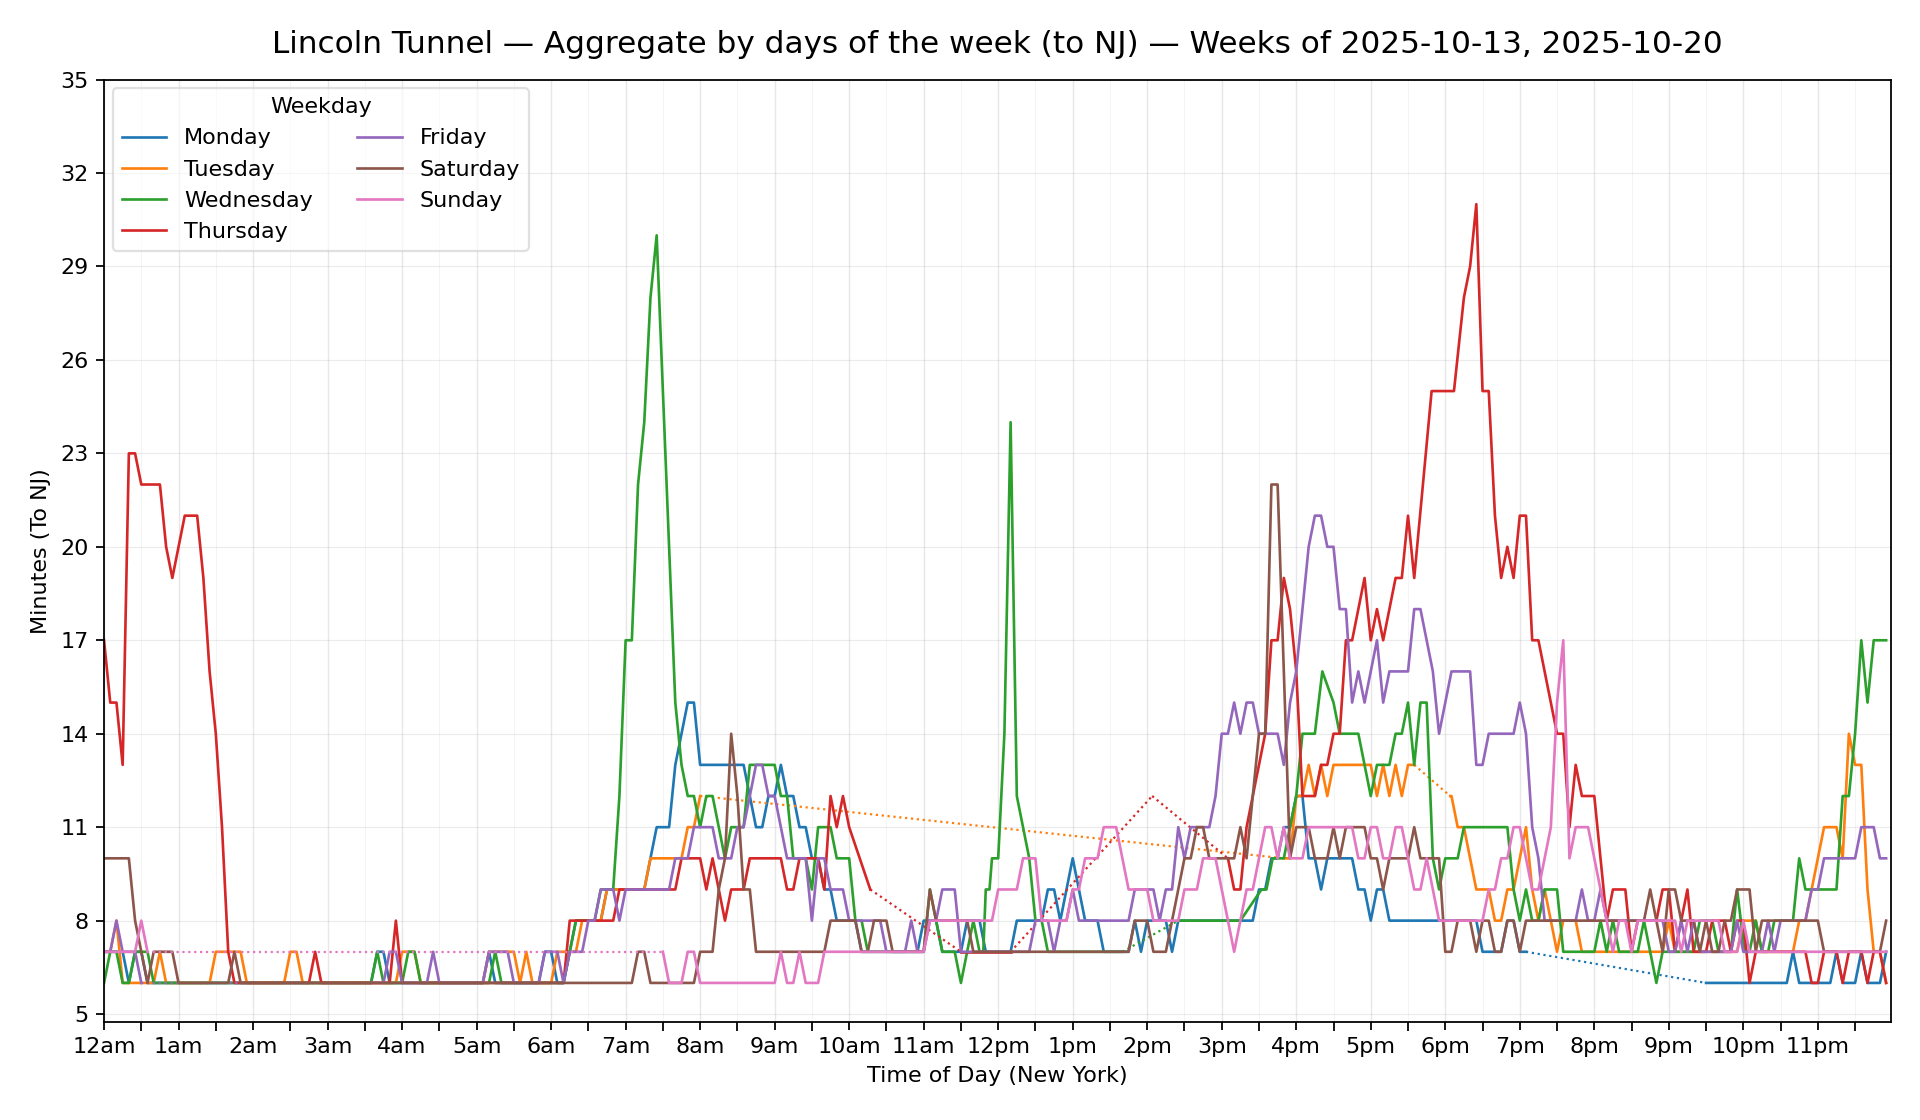 Lincoln Tunnel — Aggregate by days of the week (to NJ) — Weeks of 2025-10-13, 2025-10-20
Weekday
Monday
Tuesday
Wednesday
Thursday
Friday
Saturday
Sunday
Minutes (To NJ)
35
32
29
26
23
20
17
14
11
8
5
12am 1am 2am 3am 4am 5am 6am 7am 8am 9am 10am 11am 12pm 1pm 2pm 3pm 4pm 5pm 6pm 7pm 8pm 9pm 10pm 11pm
Time of Day (New York)